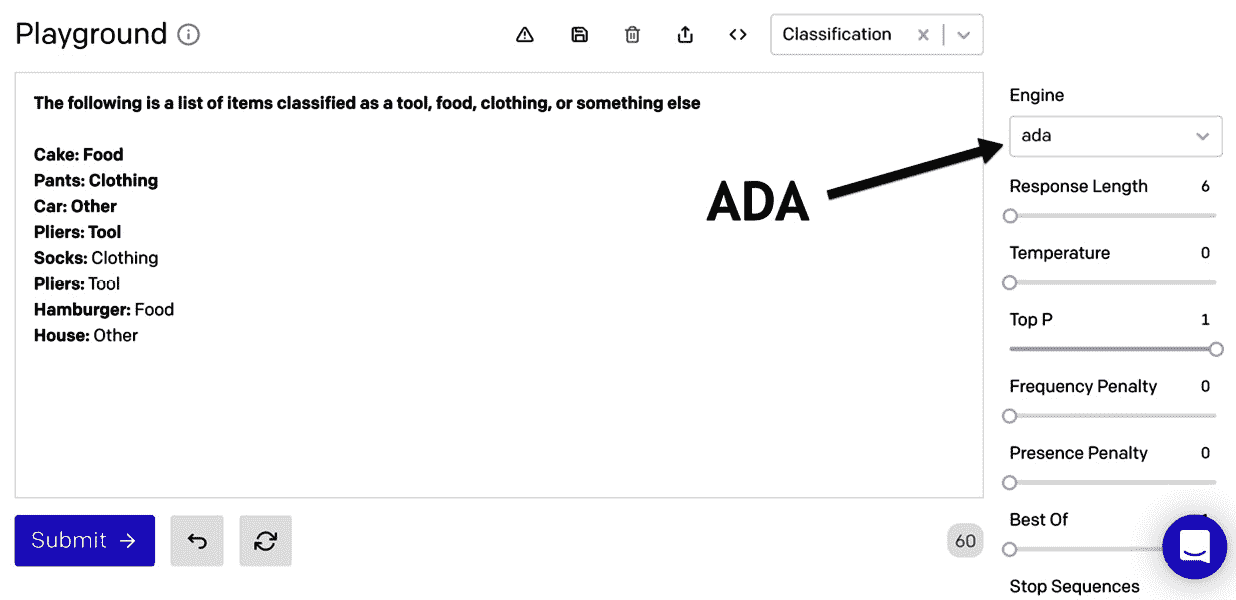 Playground
Classification
The following is a list of items classified as a tool, food, clothing, or something else
Cake: Food
Pants: Clothing
Car: Other
Pliers: Tool
Socks: Clothing
Pliers: Tool
Hamburger: Food
House: Other
ADA
Submit
60
Engine
ada
Response Length 6
Temperature 0
Top P 1
Frequency Penalty 0
Presence Penalty 0
Best Of
Stop Sequences